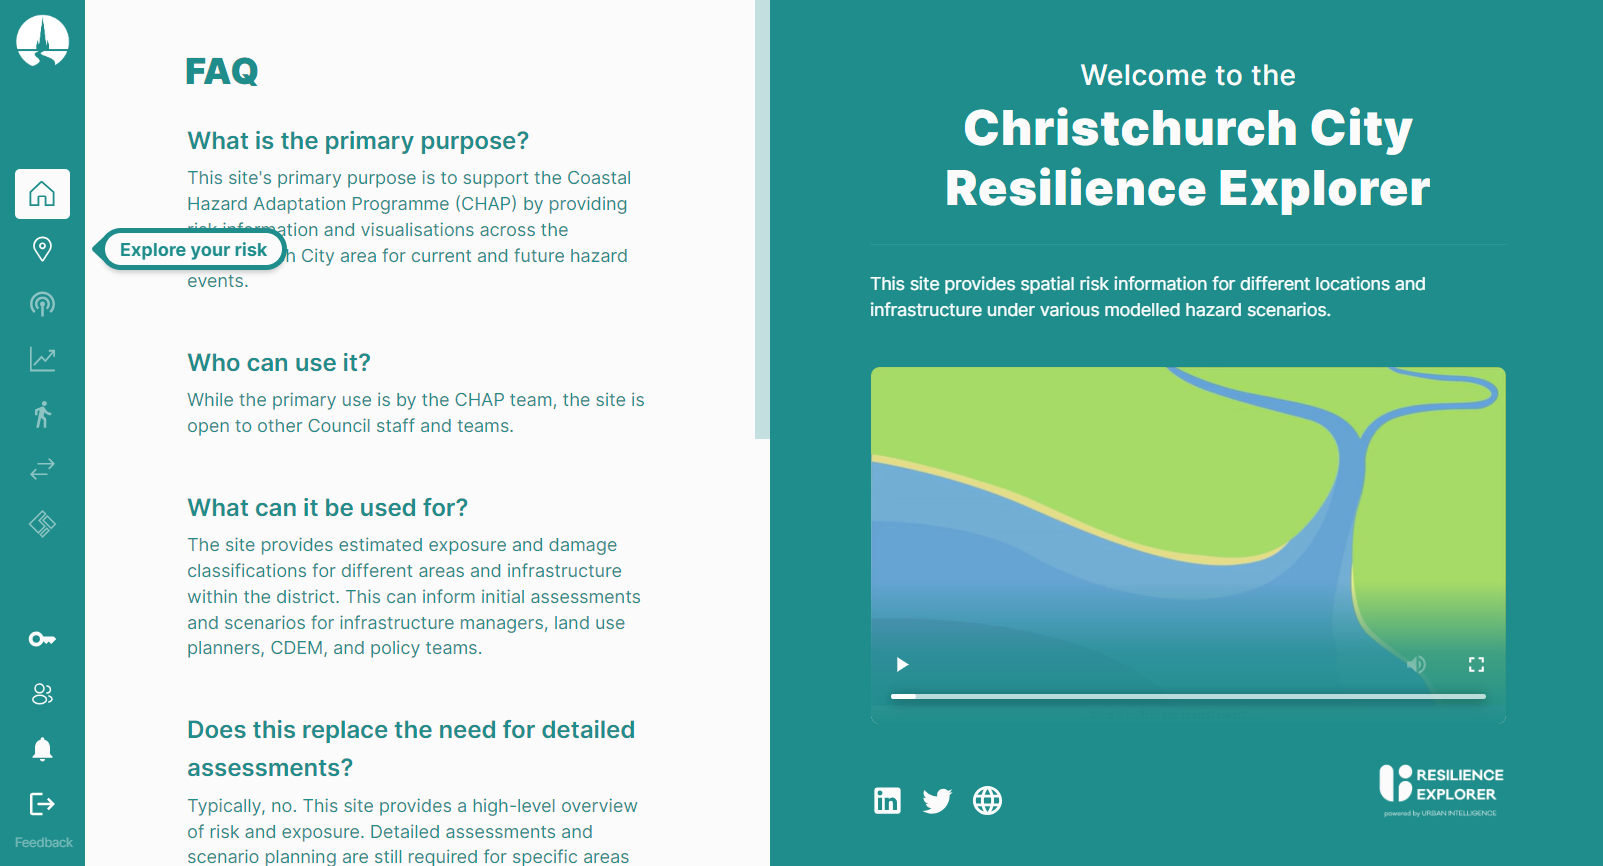 FAQ
What is the primary purpose?
This site's primary purpose is to support the Coastal
Hazard Adaptation Programme (CHAP) by providing
risk information and visualisations across the
h City area for current and future hazard
events.
Explore your risk
Who can use it?
While the primary use is by the CHAP team, the site is
open to other Council staff and teams.
What can it be used for?
The site provides estimated exposure and damage
classifications for different areas and infrastructure
within the district. This can inform initial assessments
and scenarios for infrastructure managers, land use
planners, CDEM, and policy teams.
Does this replace the need for detailed
assessments?
Typically, no. This site provides a high-level overview
of risk and exposure. Detailed assessments and
scenario planning are still required for specific areas
Feedback
Welcome to the
Christchurch City
Resilience Explorer
This site provides spatial risk information for different locations and
infrastructure under various modelled hazard scenarios.
RESILIENCE
EXPLORER
powered by URBAN INTELLIGENCE